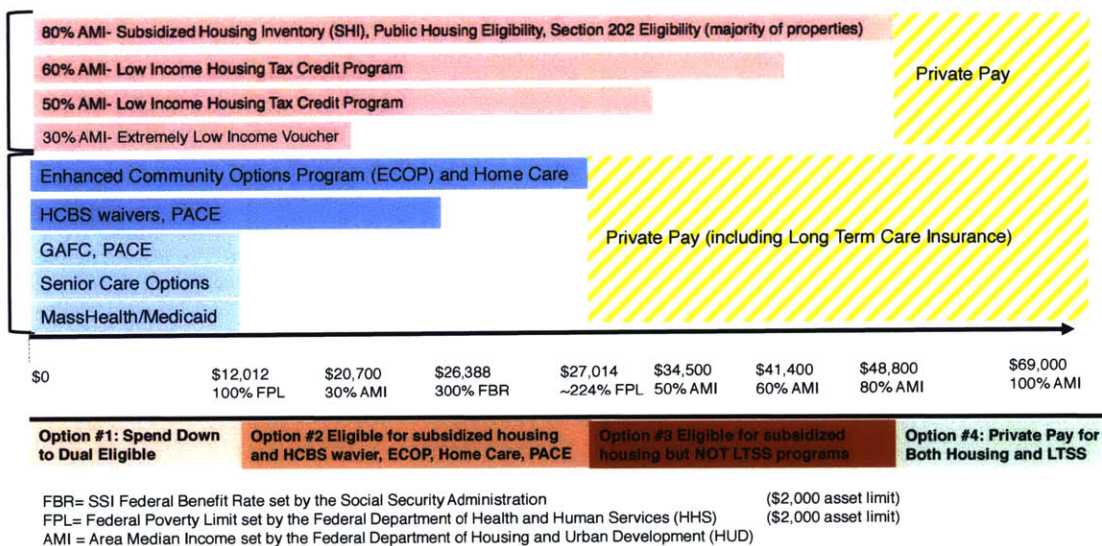 80% AMI- Subsidized Housing Inventory (SHI), Public Housing Eligibility, Section 202 Eligibility (majority of properties)
60% AMI- Low Income Housing Tax Credit Program
Private Pay
50% AMI- Low Income Housing Tax Credit Program
30% AMI- Extremely Low Income Voucher
Enhanced Community Options Program (ECOP) and Home Care
HCBS waivers, PACE
Private Pay (including Long Term Care Insurance)
GAFC, PACE
Senior Care Options
MassHealth/Medicaid
$0 $12,012 $20,700 $26,388 $27,014 $34,500 $41,400 $48,800 $69,000
100% FPL 30% AMI 300% FBR ~224% FPL 50% AMI 60% AMI 80% AMI 100% AMI
Option #1: Spend Down
to Dual Eligible
Option #2 Eligible for subsidized housing
and HCBS wavier, ECOP, Home Care, PACE
Option #3 Eligible for subsidized
housing but NOT LTSS programs
Option #4: Private Pay for
Both Housing and LTSS
FBR= SSI Federal Benefit Rate set by the Social Security Administration ($2,000 asset limit)
FPL= Federal Poverty Limit set by the Federal Department of Health and Human Services (HHS) ($2,000 asset limit)
AMI = Area Median Income set by the Federal Department of Housing and Urban Development (HUD)